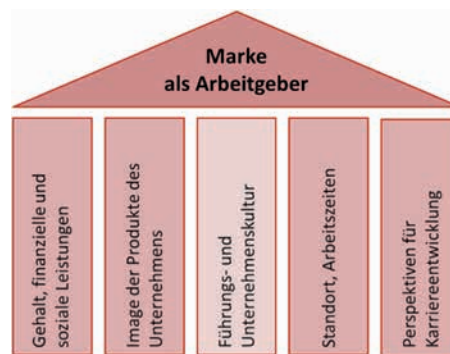 Marke
als Arbeitgeber
Gehalt, finanzielle und
soziale Leistungen
Image der Produkte des
Unternehmens
Führungs- und
Unternehmenskultur
Standort, Arbeitszeiten
Perspektiven für
Karriereentwicklung